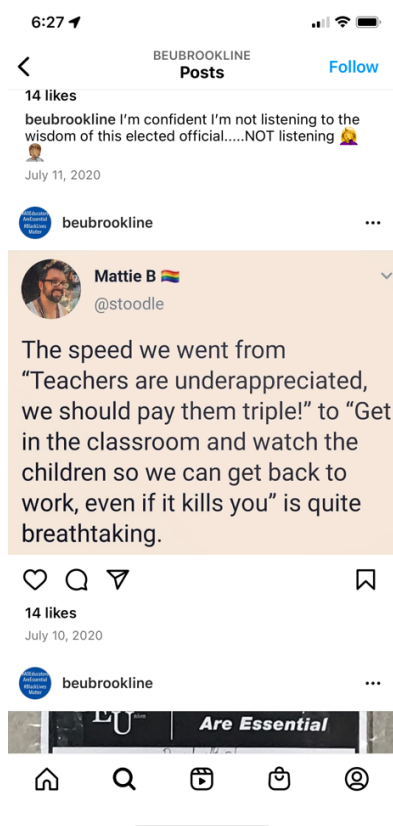 6:27
BEUBROOKLINE
Posts
Follow
14 likes
beubrookline I'm confident I'm not listening to the
wisdom of this elected official.....NOT listening 🤦‍♀️
🤦🏽‍♂️
July 11, 2020
beubrookline
Mattie B 🏳️‍🌈
@stoodle
The speed we went from
“Teachers are underappreciated,
we should pay them triple!” to “Get
in the classroom and watch the
children so we can get back to
work, even if it kills you” is quite
breathtaking.
14 likes
July 10, 2020
beubrookline
EU
Are Essential